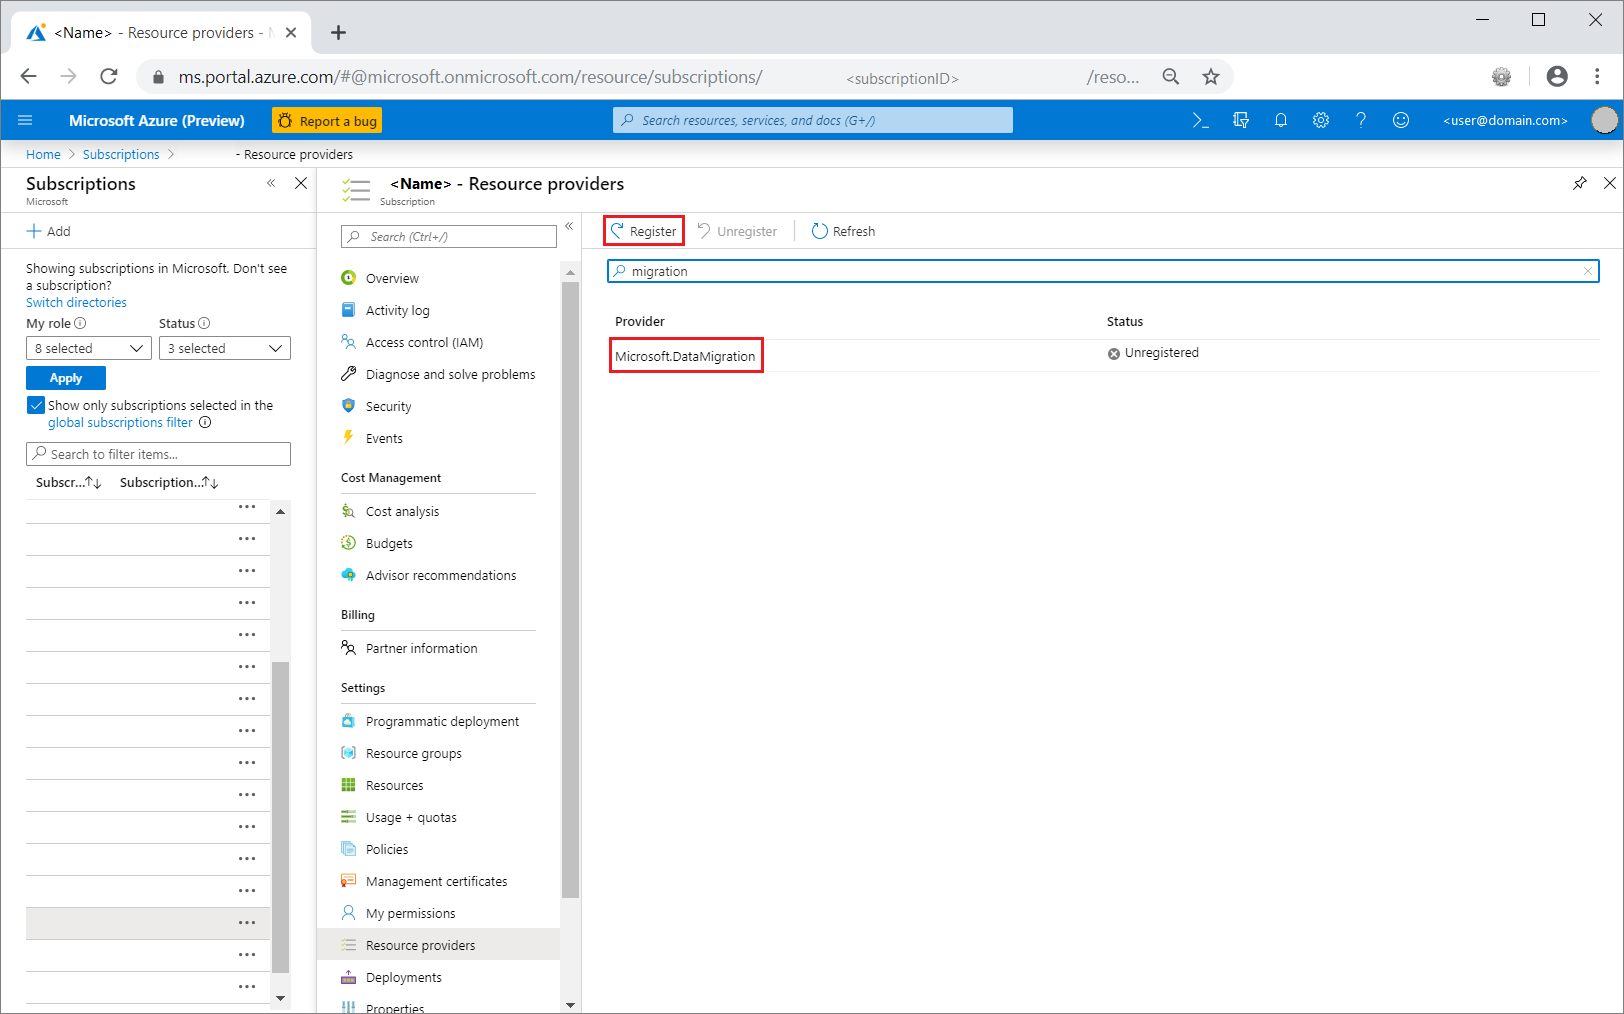 <Name> - Resource providers -
ms.portal.azure.com/#@microsoft.onmicrosoft.com/resource/subscriptions/ <subscriptionID> /reso...
Microsoft Azure (Preview)
Report a bug
Search resources, services, and docs (G+/)
<user@domain.com>
Home > Subscriptions > - Resource providers
Subscriptions
Microsoft
Add
Showing subscriptions in Microsoft. Don't see
a subscription?
Switch directories
My role
Status
8 selected
3 selected
Apply
Show only subscriptions selected in the
global subscriptions filter
Search to filter items...
Subscr...↑↓
Subscription...↑↓
<Name> - Resource providers
Subscription
Search (Ctrl+/)
Overview
Activity log
Access control (IAM)
Diagnose and solve problems
Security
Events
Cost Management
Cost analysis
Budgets
Advisor recommendations
Billing
Partner information
Settings
Programmatic deployment
Resource groups
Resources
Usage + quotas
Policies
Management certificates
My permissions
Resource providers
Deployments
Properties
Register
Unregister
Refresh
migration
Provider
Status
Microsoft.DataMigration
Unregistered